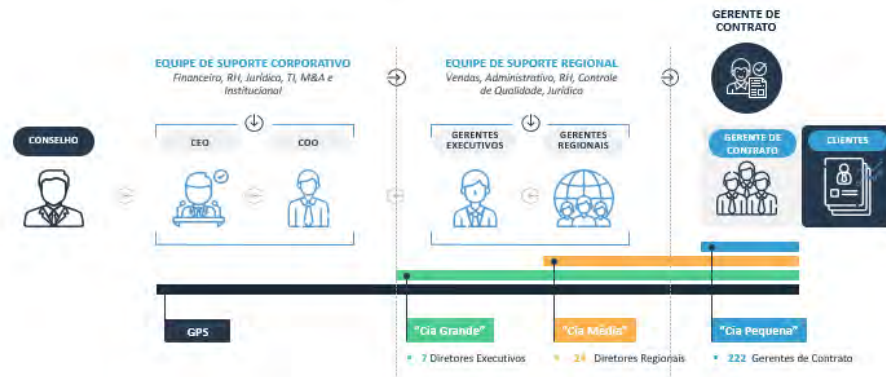 GERENTE DE
CONTRATO
EQUIPE DE SUPORTE CORPORATIVO
Financeiro, RH, Jurídico, TI, M&A e
Institucional
EQUIPE DE SUPORTE REGIONAL
Vendas, Administrativo, RH, Controle
de Qualidade, Jurídico
CONSELHO
CEO
COO
GERENTES
EXECUTIVOS
GERENTES
REGIONAIS
GERENTE DE
CONTRATO
CLIENTES
GPS
"Cia Grande"
"Cia Média"
"Cia Pequena"
7 Diretores Executivos
24 Diretores Regionais
222 Gerentes de Contrato